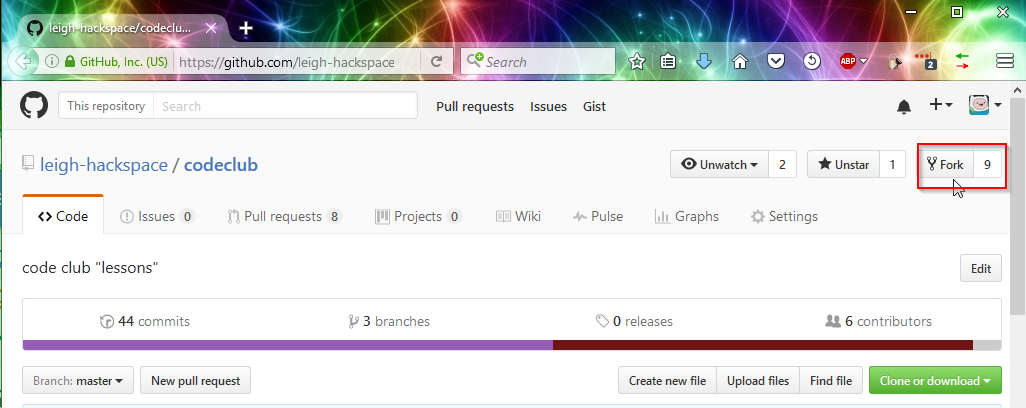 leigh-hackspace/codeclu...
GitHub, Inc. (US) https://github.com/leigh-hackspace Search ABP 2
This repository Search Pull requests Issues Gist
leigh-hackspace / codeclub Unwatch 2 Unstar 1 Fork 9
Code Issues 0 Pull requests 8 Projects 0 Wiki Pulse Graphs Settings
code club "lessons" Edit
44 commits 3 branches 0 releases 6 contributors
Branch: master New pull request Create new file Upload files Find file Clone or download